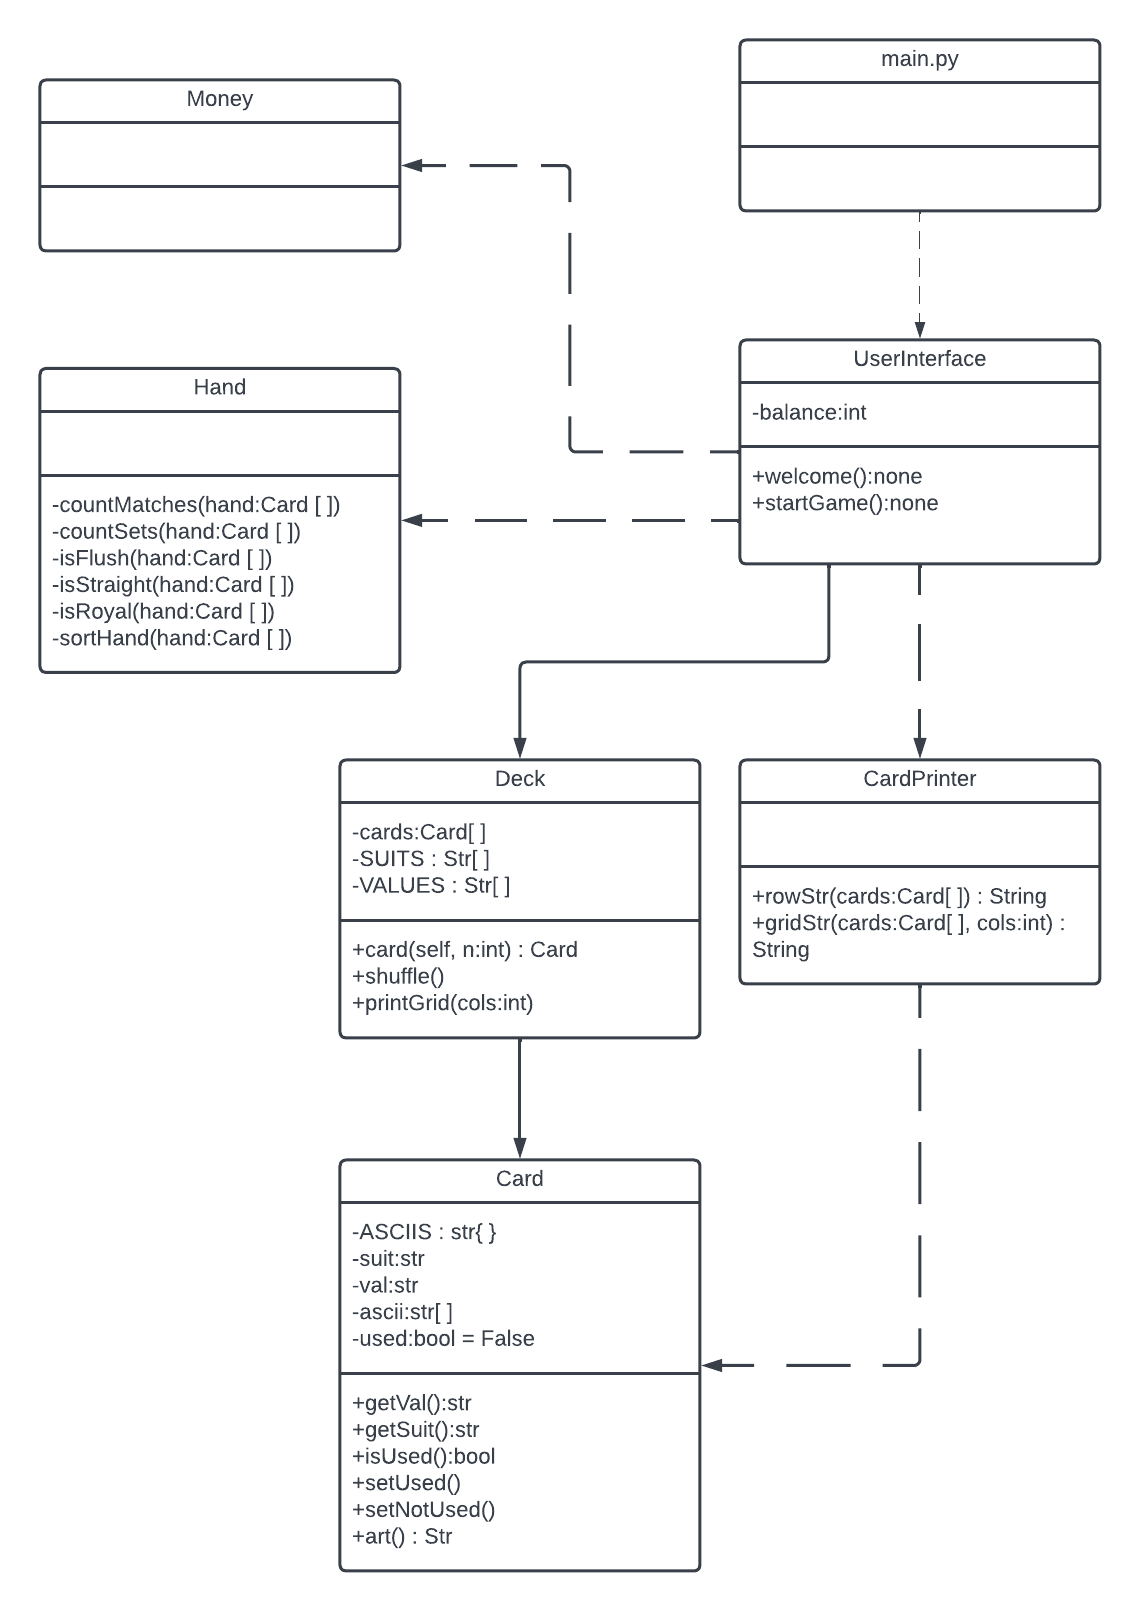 main.py
Money
UserInterface
-balance:int
+welcome():none
+startGame():none
Hand
-countMatches(hand:Card [ ])
-countSets(hand:Card [ ])
-isFlush(hand:Card [ ])
-isStraight(hand:Card [ ])
-isRoyal(hand:Card [ ])
-sortHand(hand:Card [ ])
Deck
-cards:Card[ ]
-SUITS : Str[ ]
-VALUES : Str[ ]
+card(self, n:int) : Card
+shuffle()
+printGrid(cols:int)
CardPrinter
+rowStr(cards:Card[ ]) : String
+gridStr(cards:Card[ ], cols:int) :
String
Card
-ASCIIS : str{ }
-suit:str
-val:str
-ascii:str[ ]
-used:bool = False
+getVal():str
+getSuit():str
+isUsed():bool
+setUsed()
+setNotUsed()
+art() : Str